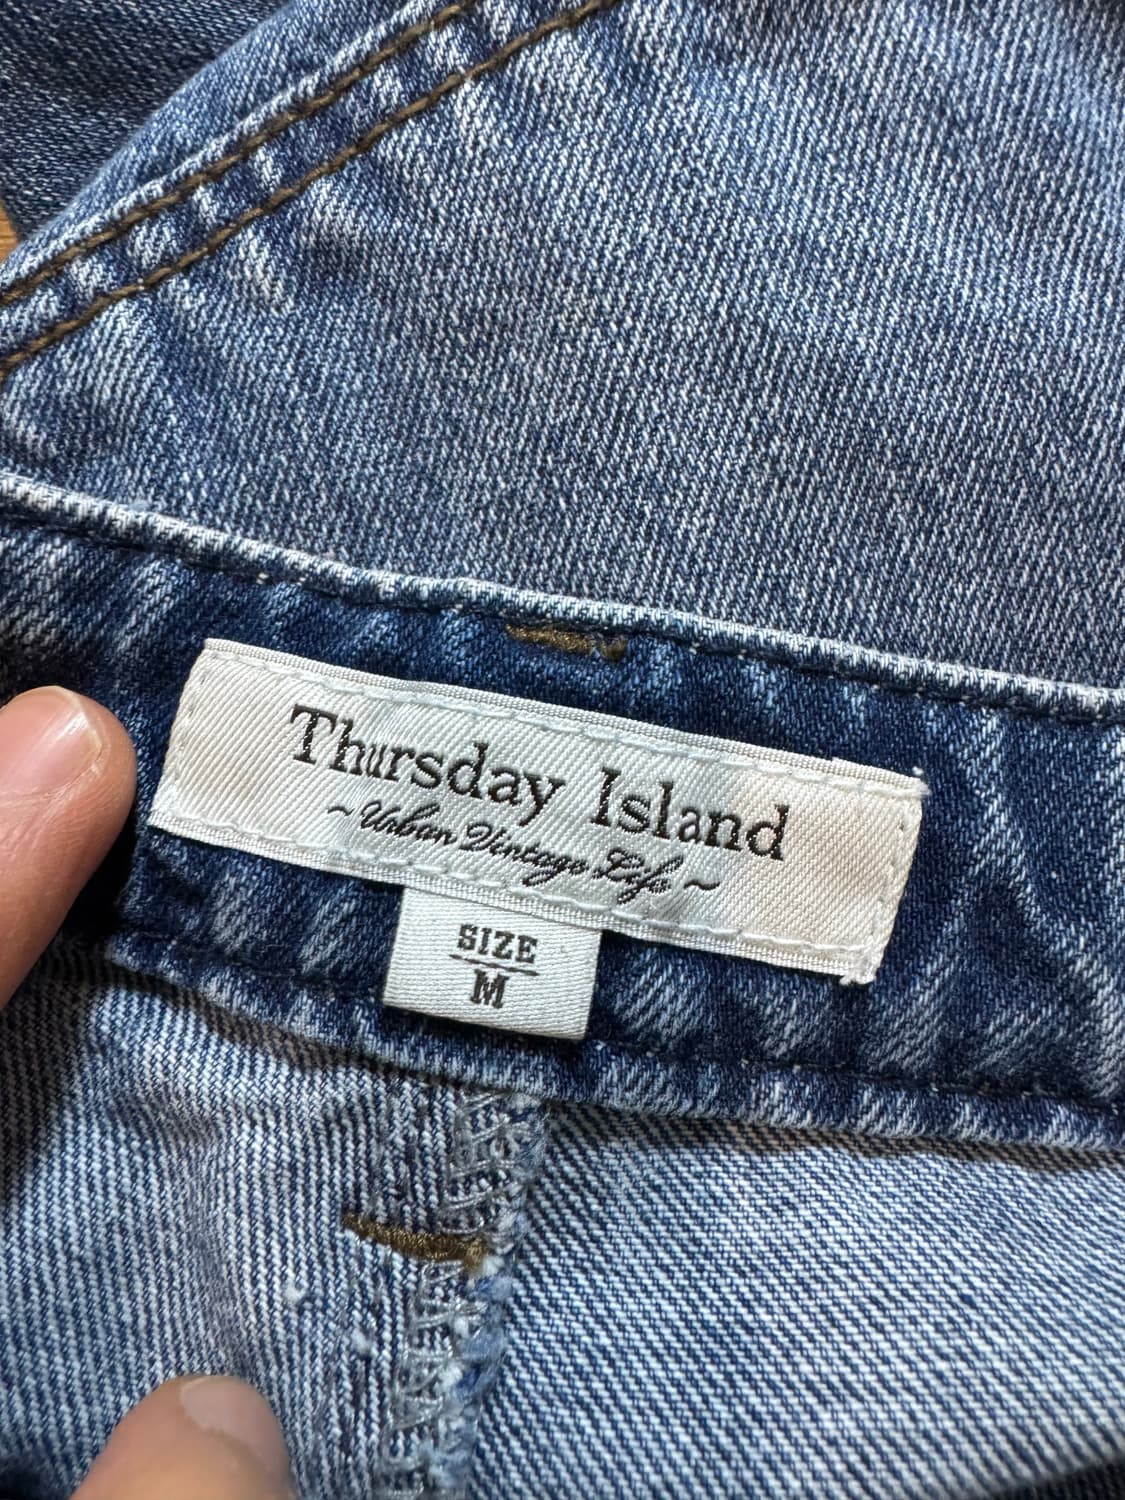 Thursday Island
~Urban Vintage Life~
SIZE
M